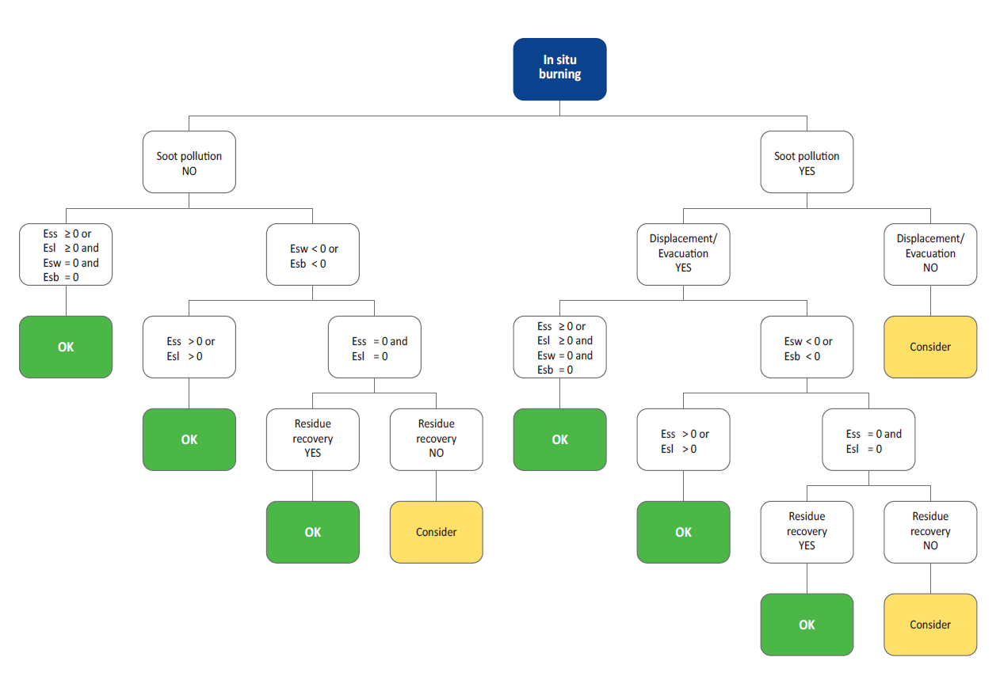 In situ
burning
Soot pollution
NO
Soot pollution
YES
Ess ≥ 0 or
Esl ≥ 0 and
Esw = 0 and
Esb = 0
Esw < 0 or
Esb < 0
Displacement/
Evacuation
YES
Displacement/
Evacuation
NO
OK
Ess > 0 or
Esl > 0
Ess = 0 and
Esl = 0
Ess ≥ 0 or
Esl ≥ 0 and
Esw = 0 and
Esb = 0
Esw < 0 or
Esb < 0
Consider
OK
Residue
recovery
YES
Residue
recovery
NO
OK
Ess > 0 or
Esl > 0
Ess = 0 and
Esl = 0
OK
Consider
OK
Residue
recovery
YES
Residue
recovery
NO
OK
Consider